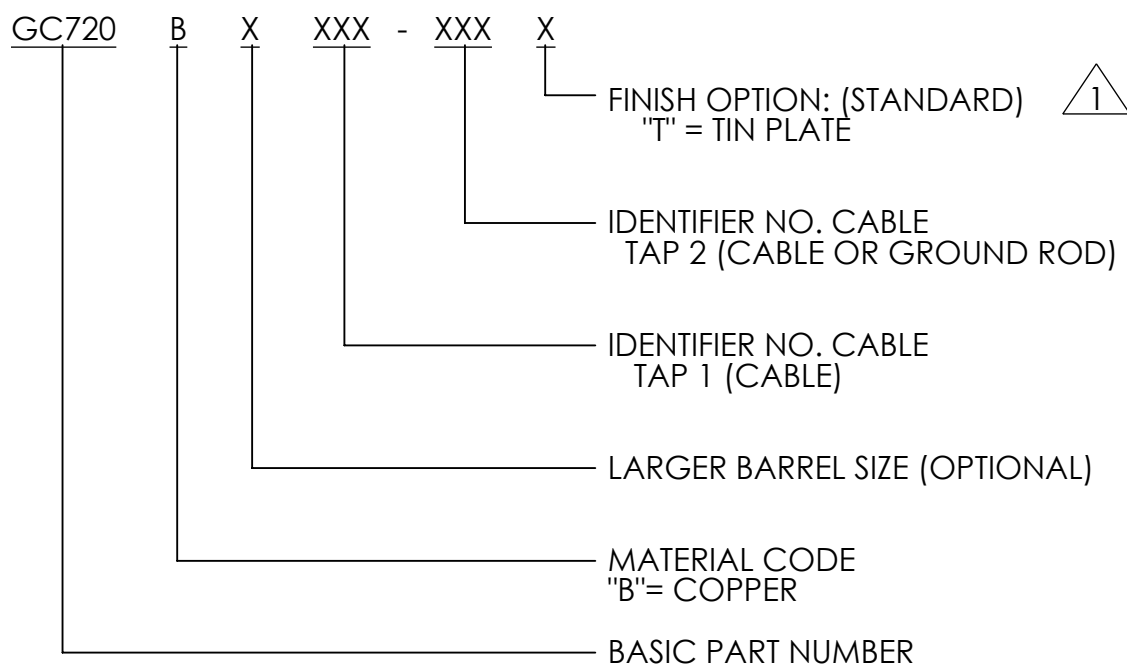 GC720 B X XXX - XXX X
FINISH OPTION: (STANDARD) 1
"T" = TIN PLATE
IDENTIFIER NO. CABLE
TAP 2 (CABLE OR GROUND ROD)
IDENTIFIER NO. CABLE
TAP 1 (CABLE)
LARGER BARREL SIZE (OPTIONAL)
MATERIAL CODE
"B"= COPPER
BASIC PART NUMBER